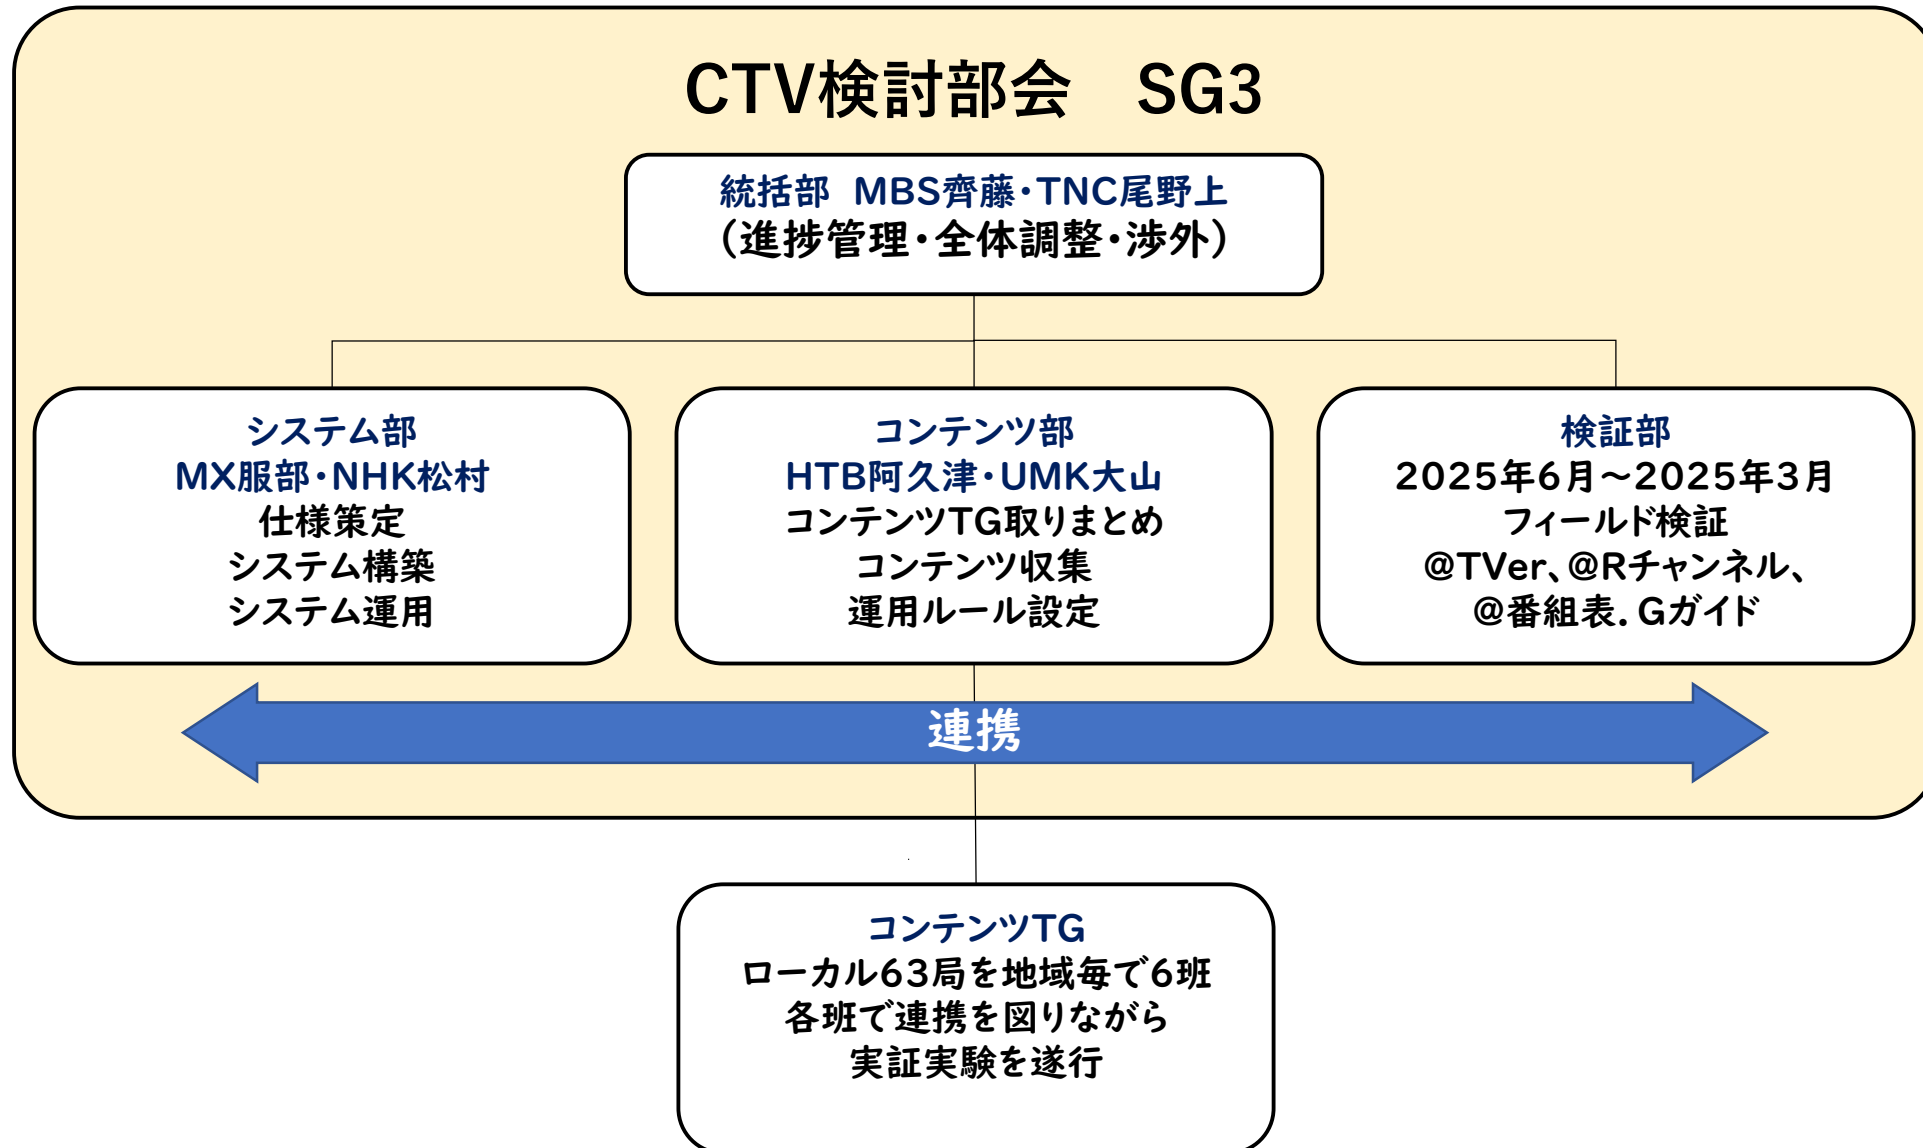 CTV検討部会　SG3
統括部　MBS齊藤・TNC尾野上
（進捗管理・全体調整・渉外）
システム部
MX服部・NHK松村
仕様策定
システム構築
システム運用
コンテンツ部
HTB阿久津・UMK大山
コンテンツTG取りまとめ
コンテンツ収集
運用ルール設定
検証部
2025年6月～2025年3月
フィールド検証
@TVer、@Rチャンネル、
@番組表．Gガイド
連携
コンテンツTG
ローカル63局を地域毎で6班
各班で連携を図りながら
実証実験を遂行